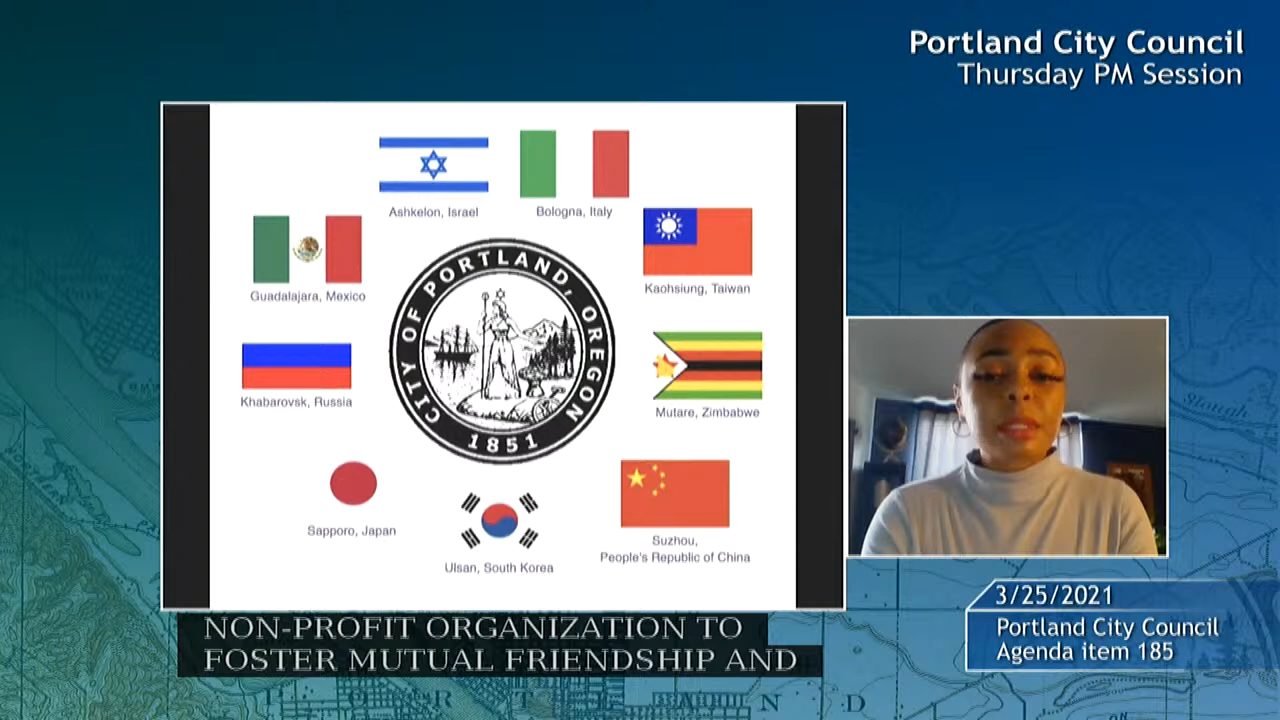 Portland City Council
Thursday PM Session
Ashkelon, Israel
Bologna, Italy
Guadalajara, Mexico
Kaohsiung, Taiwan
CITY OF PORTLAND, OREGON
1851
Khabarovsk, Russia
Mutare, Zimbabwe
Sapporo, Japan
Ulsan, South Korea
Suzhou,
People's Republic of China
Slough
3/25/2021
Portland City Council
Agenda item 185
NON-PROFIT ORGANIZATION TO
FOSTER MUTUAL FRIENDSHIP AND